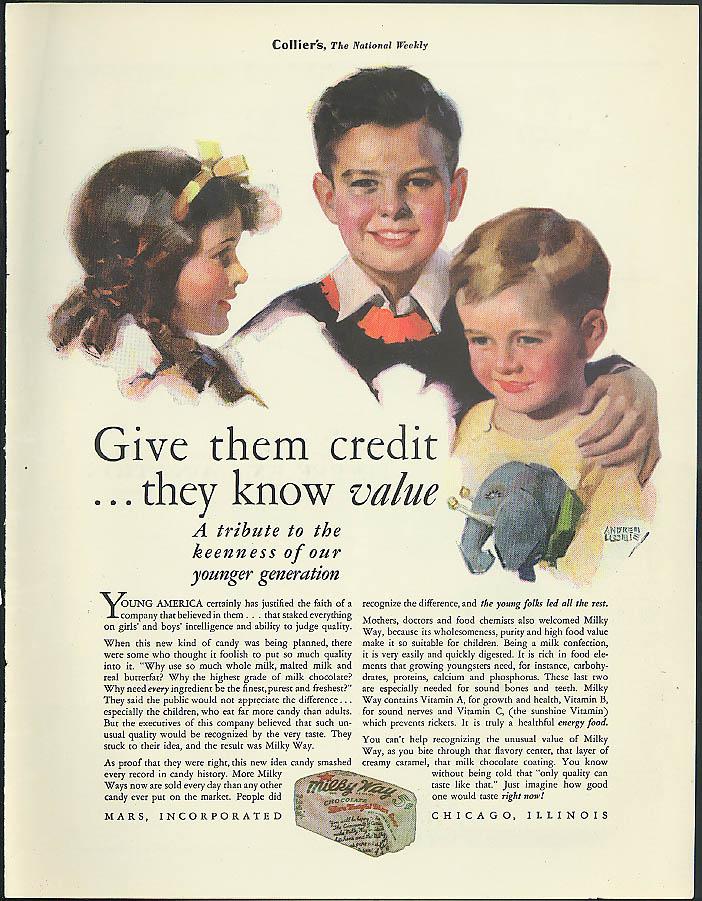 Collier's, The National Weekly
Give them credit
...they know value
A tribute to the
keenness of our
younger generation
ANDREW
LOOMIS
YOUNG AMERICA certainly has justified the faith of a
company that believed in them . . . that staked everything
on girls' and boys' intelligence and ability to judge quality.
When this new kind of candy was being planned, there
were some who thought it foolish to put so much quality
into it. "Why use so much whole milk, malted milk and
real butterfat? Why the highest grade of milk chocolate?
Why need every ingredient be the finest, purest and freshest?"
They said the public would not appreciate the difference...
especially the children, who eat far more candy than adults.
But the executives of this company believed that such un-
usual quality would be recognized by the very taste. They
stuck to their idea, and the result was Milky Way.
As proof that they were right, this new idea candy smashed
every record in candy history. More Milky
Ways now are sold every day than any other
candy ever put on the market. People did
recognize the difference, and the young folks led all the rest.
Mothers, doctors and food chemists also welcomed Milky
Way, because its wholesomeness, purity and high food value
make it so suitable for children. Being a milk confection,
it is very easily and quickly digested. It is rich in food ele-
ments that growing youngsters need, for instance, carbohy-
drates, proteins, calcium and phosphorus. These last two
are especially needed for sound bones and teeth. Milky
Way contains Vitamin A, for growth and health, Vitamin B,
for sound nerves and Vitamin C, (the sunshine Vitamin)
which prevents rickets. It is truly a healthful energy food.
You can't help recognizing the unusual value of Milky
Way, as you bite through that flavory center, that layer of
creamy caramel, that milk chocolate coating. You know
without being told that "only quality can
taste like that." Just imagine how good
one would taste right now!
Milky Way 5¢
CHOCOLATE
MARS, INCORPORATED
CHICAGO, ILLINOIS